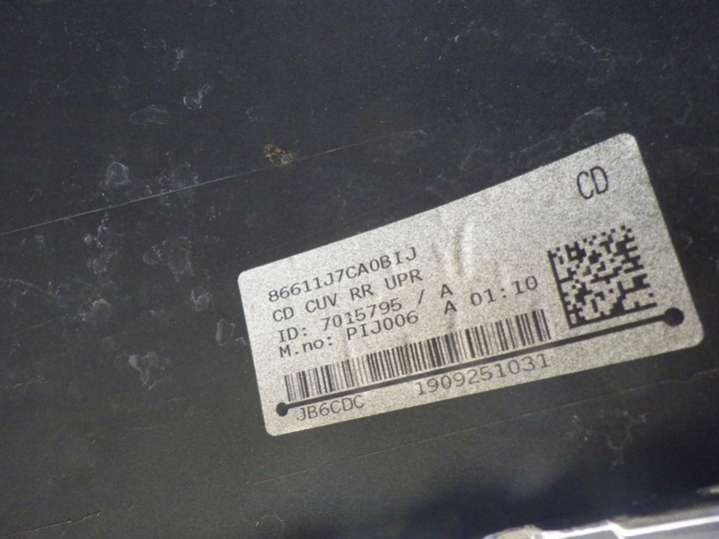 CD
86611J7CA0BIJ
CD CUV RR UPR
ID: 7015795 / A
M.no: PIJ006 A 01:10
JB6CDC 1909251031